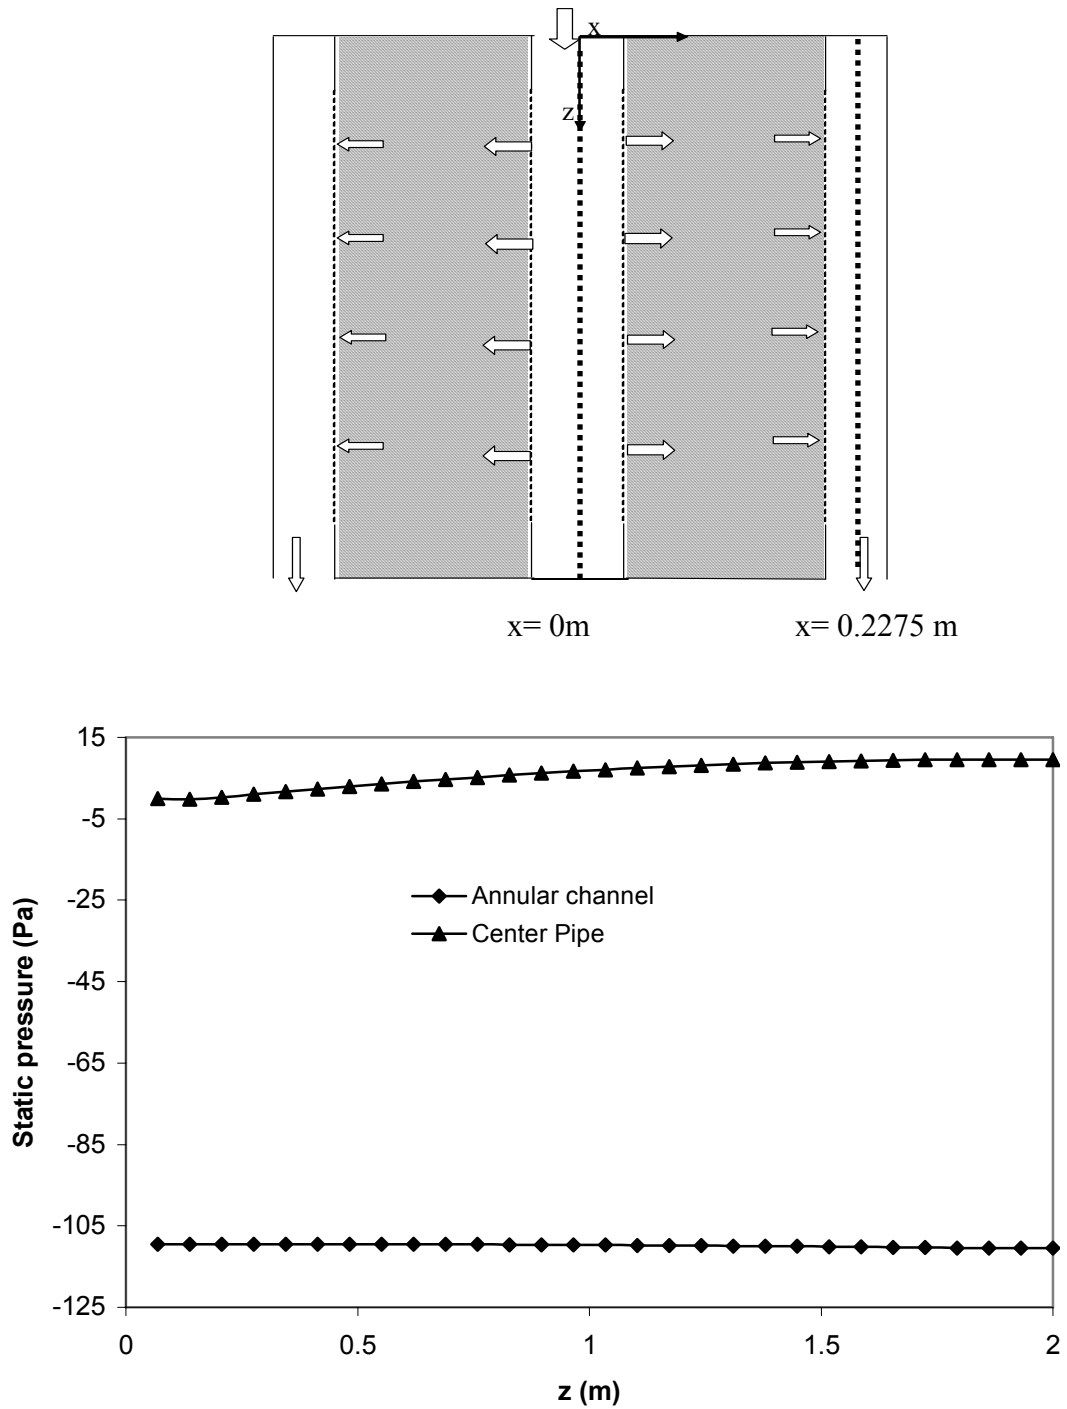 x
z
x= 0m
x= 0.2275 m
15
-5
-25
-45
-65
-85
-105
-125
Static pressure (Pa)
Annular channel
Center Pipe
0 0.5 1 1.5 2
z (m)